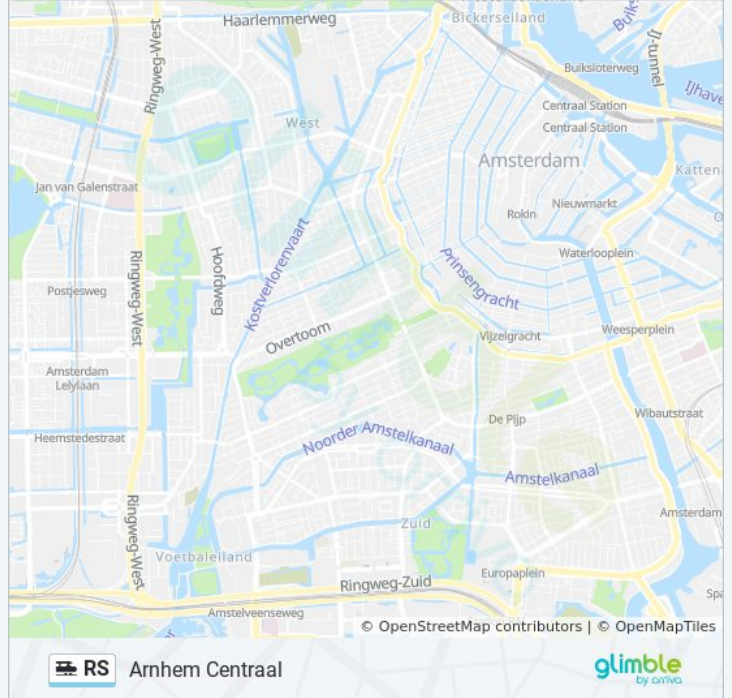 Haarlemmerweg
Bickerseiland
Ringweg-West
IJ-tunnel
Buiksloterweg
Centraal Station
Centraal Station
West
Amsterdam
Jan van Galenstraat
Nieuwmarkt
Rokin
Kostverlorenvaart
Hoofdweg
Prinsengracht
Waterlooplein
Ringweg-West
Postjesweg
Overtoom
Vijzelgracht
Weesperplein
Amsterdam
Lelylaan
De Pijp
Wibautstraat
Heemstedestraat
Noorder Amstelkanaal
Amstelkanaal
Ringweg-West
Amsterdam
Zuid
Voetbaleiland
Europaplein
Ringweg-Zuid
Amstelveenseweg
© OpenStreetMap contributors | © OpenMapTiles
RS Arnhem Centraal
glimble
by arriva